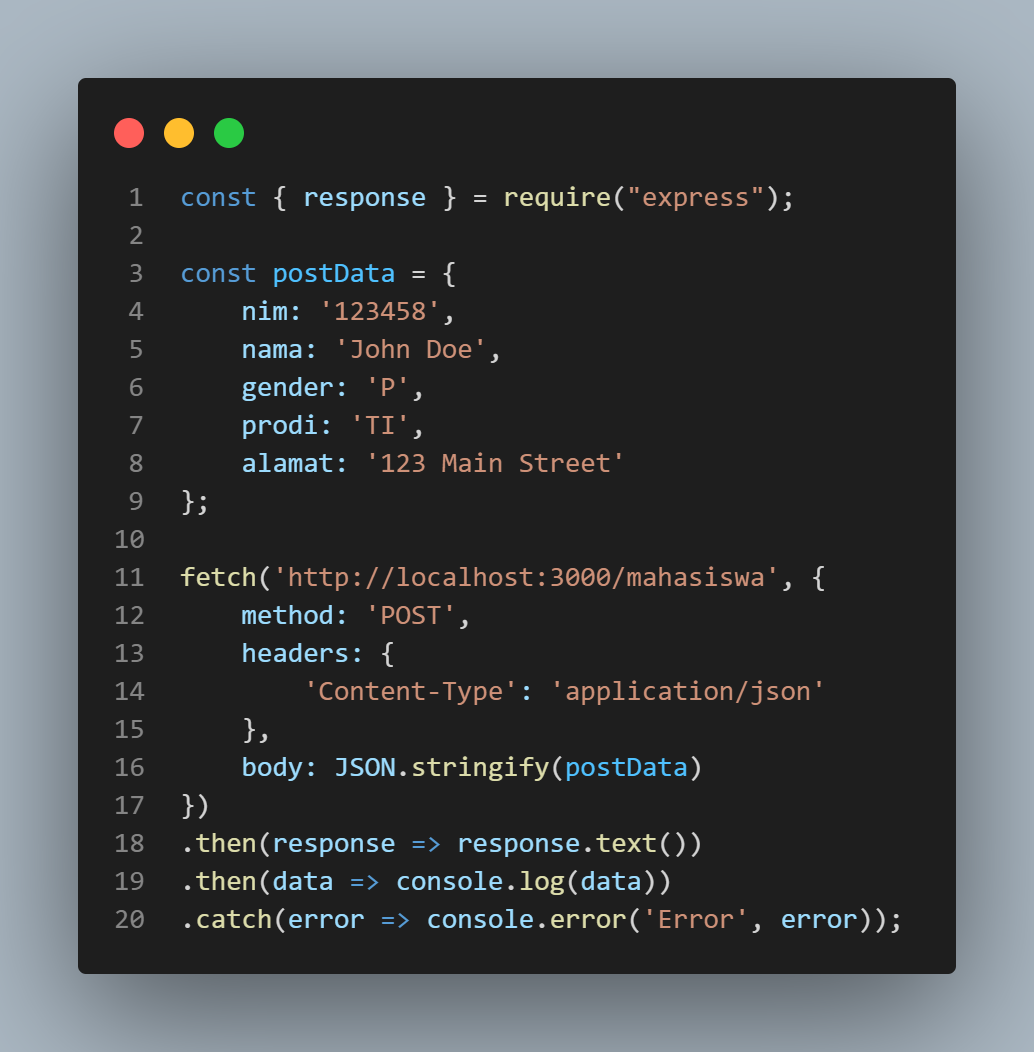 1 const { response } = require("express");
2
3 const postData = {
4     nim: '123458',
5     nama: 'John Doe',
6     gender: 'P',
7     prodi: 'TI',
8     alamat: '123 Main Street'
9 };
10
11 fetch('http://localhost:3000/mahasiswa', {
12     method: 'POST',
13     headers: {
14         'Content-Type': 'application/json'
15     },
16     body: JSON.stringify(postData)
17 })
18 .then(response => response.text())
19 .then(data => console.log(data))
20 .catch(error => console.error('Error', error));